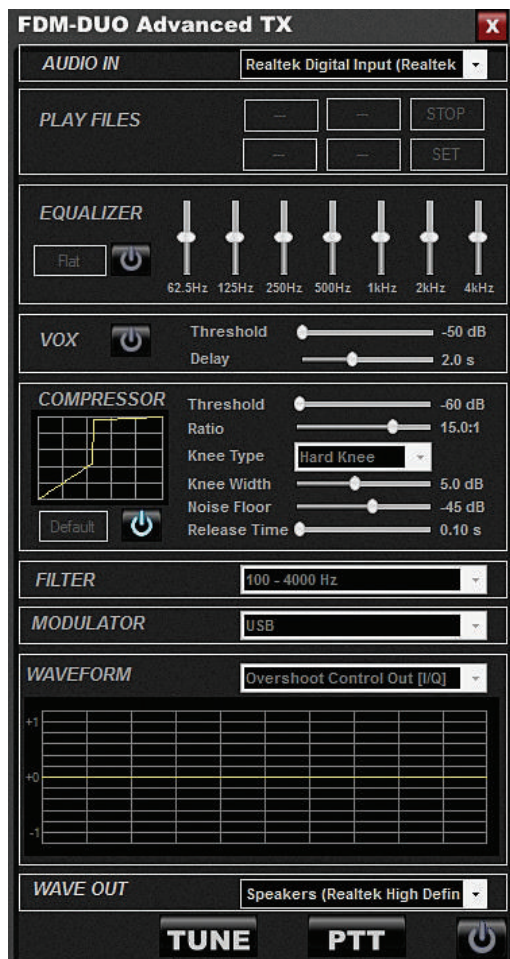 FDM-DUO Advanced TX X
AUDIO IN Realtek Digital Input (Realtek
PLAY FILES --- --- STOP
--- --- SET
EQUALIZER
Flat
62.5Hz 125Hz 250Hz 500Hz 1kHz 2kHz 4kHz
VOX Threshold -50 dB
Delay 2.0 s
COMPRESSOR Threshold -60 dB
Ratio 15.0:1
Knee Type Hard Knee
Knee Width 5.0 dB
Noise Floor -45 dB
Default Release Time 0.10 s
FILTER 100 - 4000 Hz
MODULATOR USB
WAVEFORM Overshoot Control Out [I/Q]
+1
+0
-1
WAVE OUT Speakers (Realtek High Defin
TUNE PTT